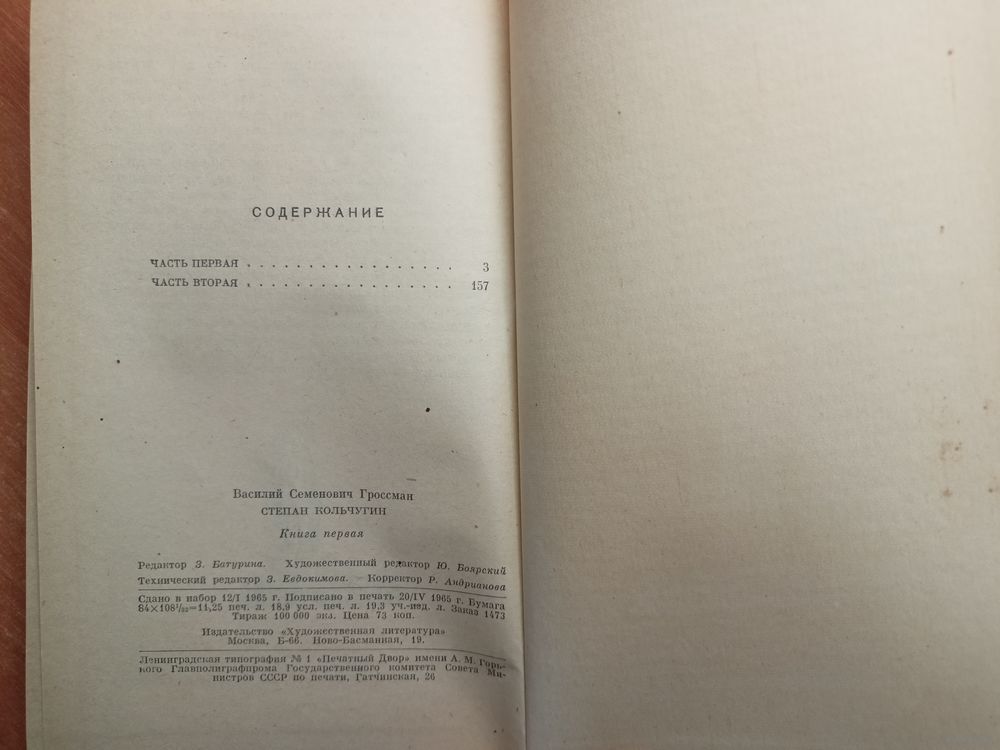 СОДЕРЖАНИЕ
ЧАСТЬ ПЕРВАЯ . . . . . . . . . . . . . . . . . 3
ЧАСТЬ ВТОРАЯ . . . . . . . . . . . . . . . . . 157
Василий Семенович Гроссман
СТЕПАН КОЛЬЧУГИН
Книга первая
Редактор З. Батурина. Художественный редактор Ю. Боярский
Технический редактор З. Евдокимова. Корректор Р. Андрианова
Сдано в набор 12/I 1965 г. Подписано в печать 20/IV 1965 г. Бумага
84×108¹/₃₂=11,25 печ. л. 18,9 усл. печ. л. 19,3 уч.-изд. л. Заказ 1473
Тираж 100 000 экз. Цена 73 коп.
Издательство «Художественная литература»
Москва, Б-66. Ново-Басманная, 19.
Ленинградская типография № 1 «Печатный Двор» имени А. М. Горь-
кого Главполиграфпрома Государственного комитета Совета Ми-
нистров СССР по печати, Гатчинская, 26